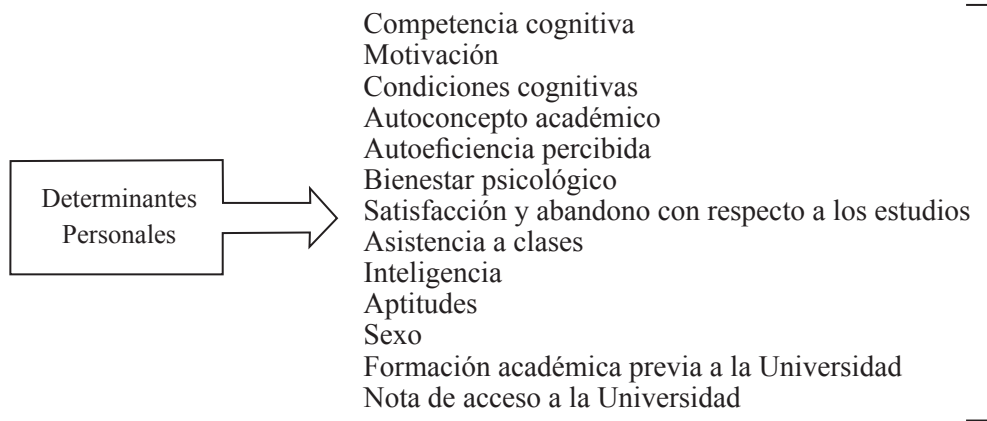 Determinantes
Personales
Competencia cognitiva
Motivación
Condiciones cognitivas
Autoconcepto académico
Autoeficiencia percibida
Bienestar psicológico
Satisfacción y abandono con respecto a los estudios
Asistencia a clases
Inteligencia
Aptitudes
Sexo
Formación académica previa a la Universidad
Nota de acceso a la Universidad